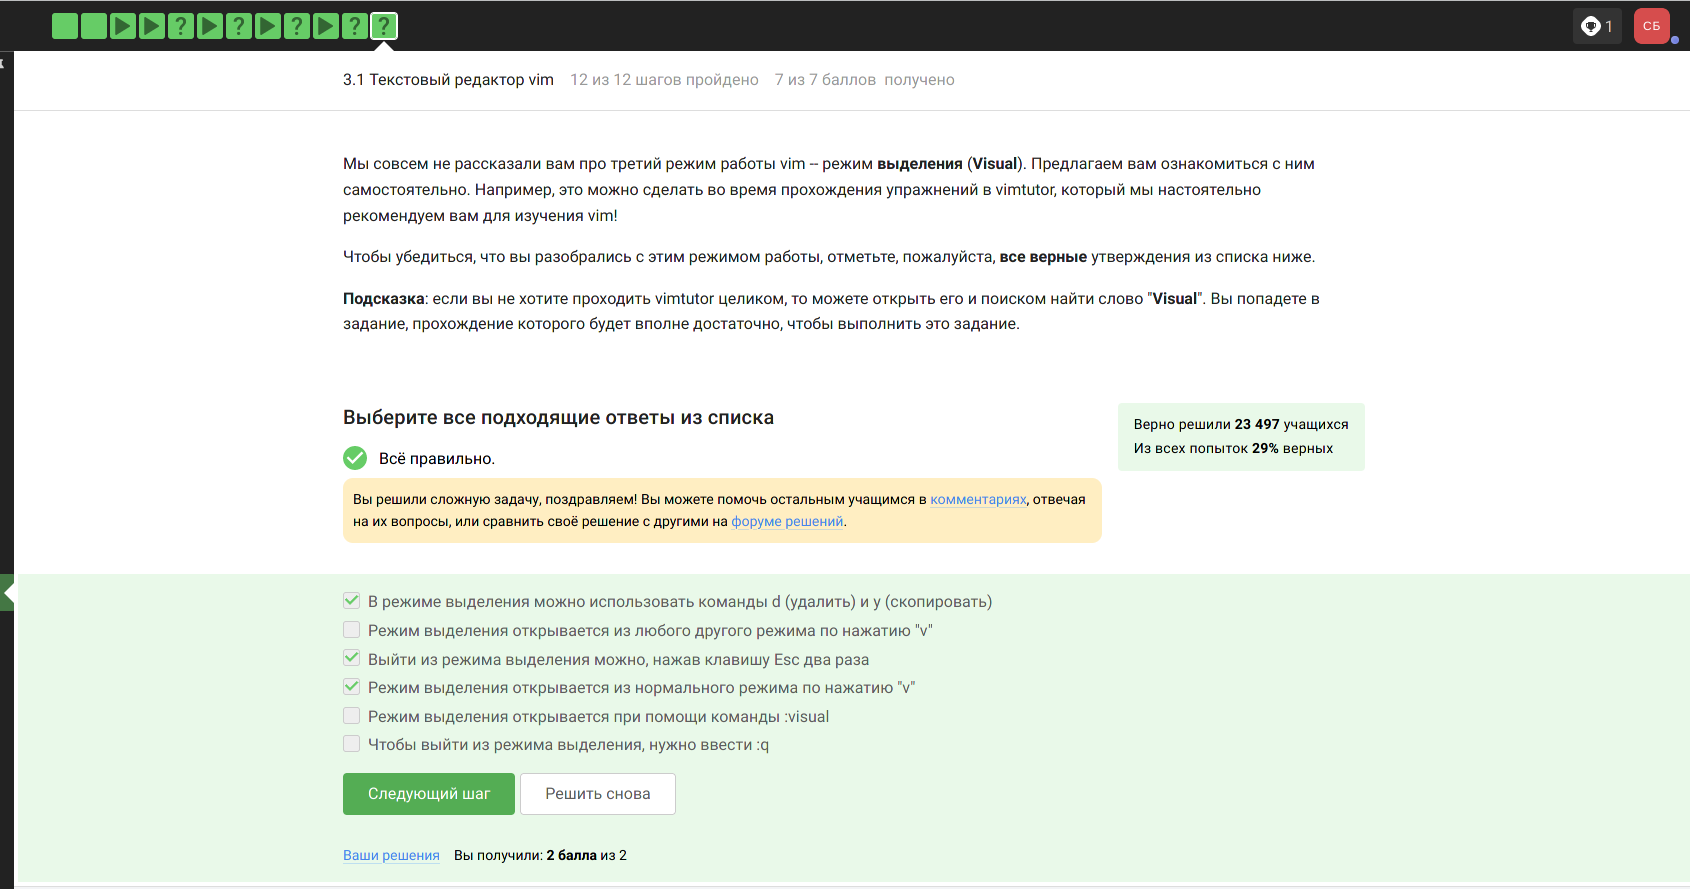 ? ? ? ? ?
1
СБ
3.1 Текстовый редактор vim 12 из 12 шагов пройдено 7 из 7 баллов получено
Мы совсем не рассказали вам про третий режим работы vim -- режим выделения (Visual). Предлагаем вам ознакомиться с ним
самостоятельно. Например, это можно сделать во время прохождения упражнений в vimtutor, который мы настоятельно
рекомендуем вам для изучения vim!
Чтобы убедиться, что вы разобрались с этим режимом работы, отметьте, пожалуйста, все верные утверждения из списка ниже.
Подсказка: если вы не хотите проходить vimtutor целиком, то можете открыть его и поиском найти слово "Visual". Вы попадете в
задание, прохождение которого будет вполне достаточно, чтобы выполнить это задание.
Выберите все подходящие ответы из списка
Верно решили 23 497 учащихся
Из всех попыток 29% верных
Всё правильно.
Вы решили сложную задачу, поздравляем! Вы можете помочь остальным учащимся в комментариях, отвечая
на их вопросы, или сравнить своё решение с другими на форуме решений.
В режиме выделения можно использовать команды d (удалить) и y (скопировать)
Режим выделения открывается из любого другого режима по нажатию "v"
Выйти из режима выделения можно, нажав клавишу Esc два раза
Режим выделения открывается из нормального режима по нажатию "v"
Режим выделения открывается при помощи команды :visual
Чтобы выйти из режима выделения, нужно ввести :q
Следующий шаг Решить снова
Ваши решения Вы получили: 2 балла из 2